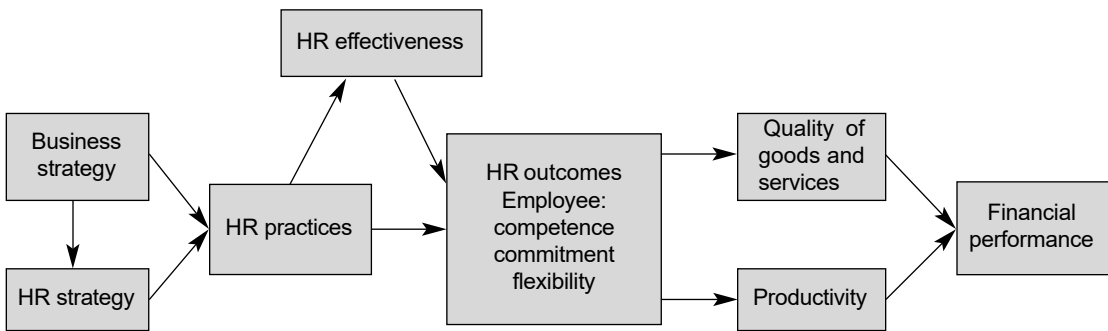 HR effectiveness
Business
strategy
HR strategy
HR practices
HR outcomes
Employee:
competence
commitment
flexibility
Quality of
goods and
services
Productivity
Financial
performance